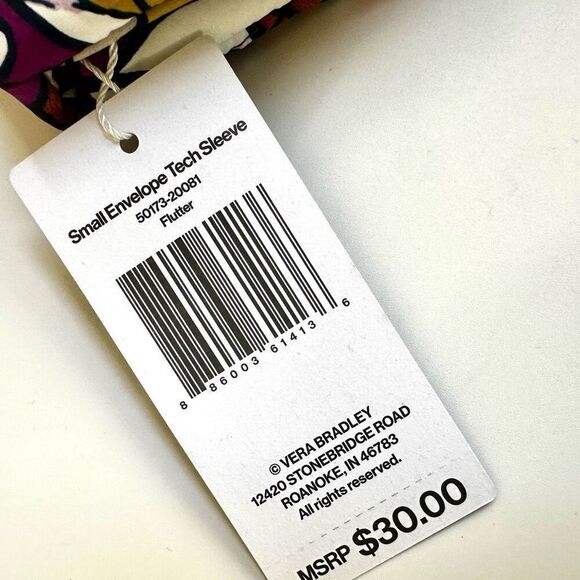 Small Envelope Tech Sleeve
50173-20081
Flutter
8 86003 61413 6
© VERA BRADLEY
12420 STONEBRIDGE ROAD
ROANOKE, IN 46783
All rights reserved.
MSRP $30.00